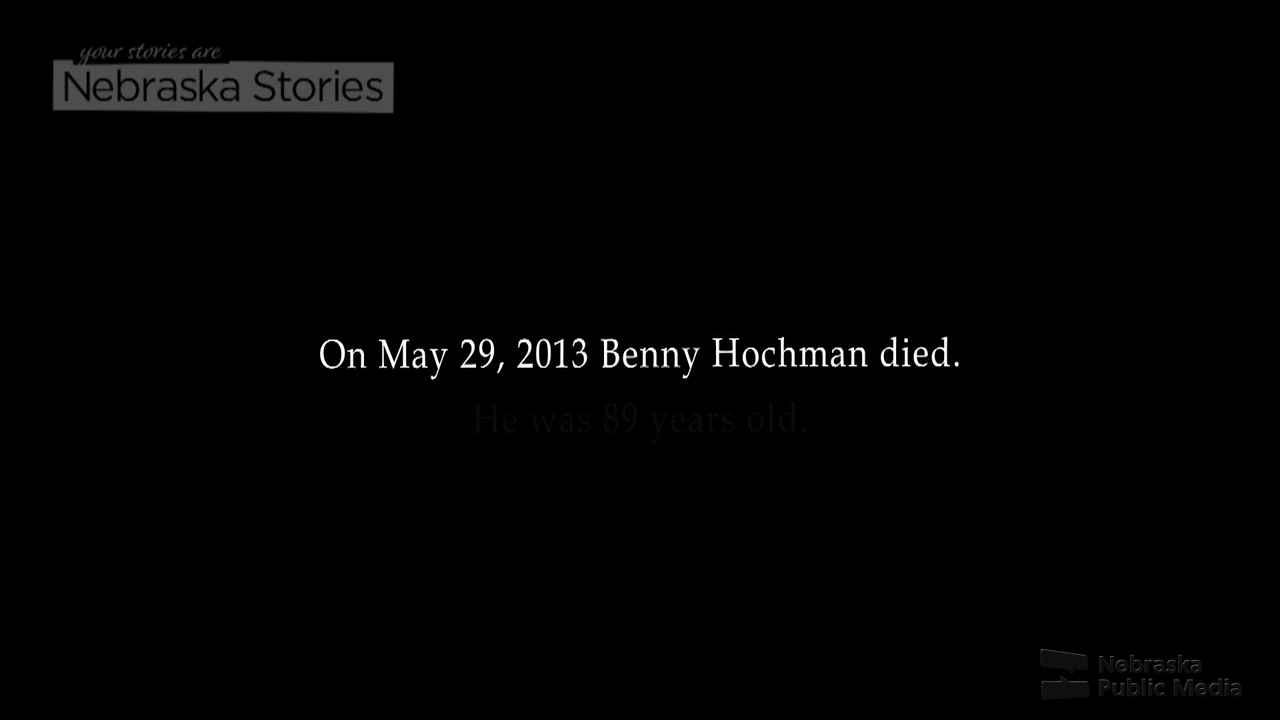 your stories are
Nebraska Stories
On May 29, 2013 Benny Hochman died.
He was 89 years old.
Nebraska
Public Media